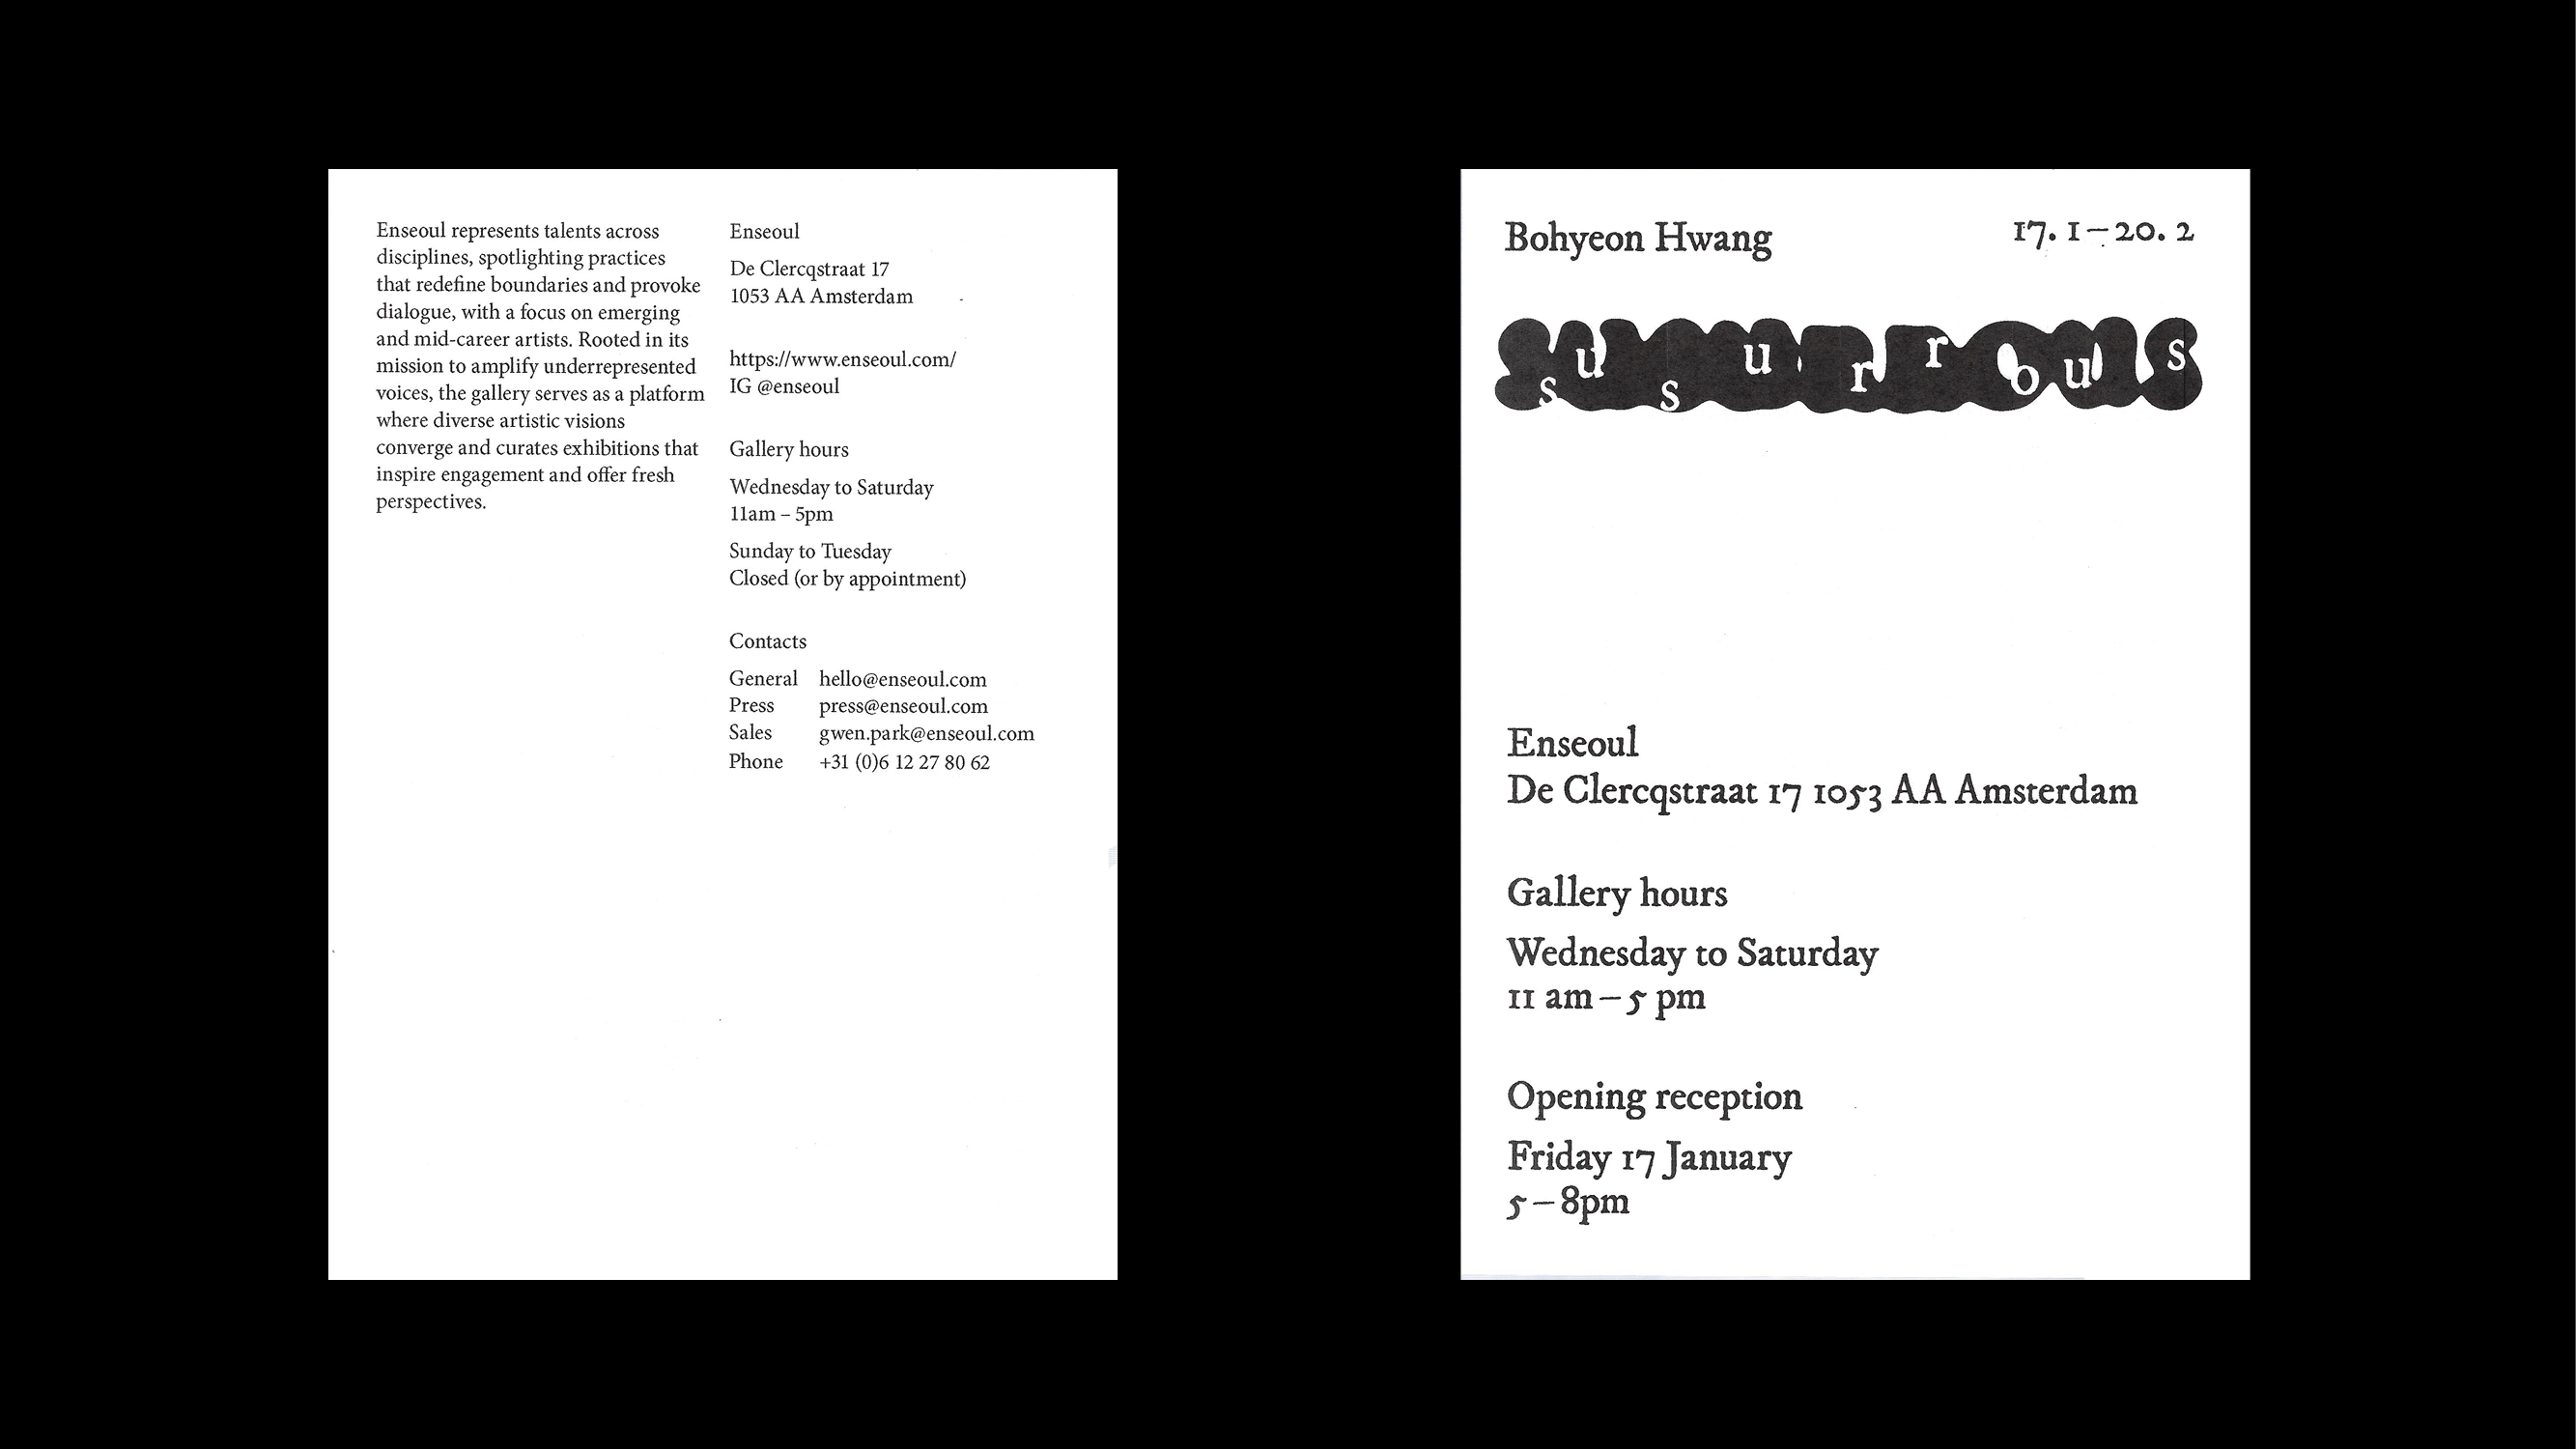 Enseoul represents talents across
disciplines, spotlighting practices
that redefine boundaries and provoke
dialogue, with a focus on emerging
and mid-career artists. Rooted in its
mission to amplify underrepresented
voices, the gallery serves as a platform
where diverse artistic visions
converge and curates exhibitions that
inspire engagement and offer fresh
perspectives.
Enseoul
De Clercqstraat 17
1053 AA Amsterdam
https://www.enseoul.com/
IG @enseoul
Gallery hours
Wednesday to Saturday
11am – 5pm
Sunday to Tuesday
Closed (or by appointment)
Contacts
General hello@enseoul.com
Press press@enseoul.com
Sales gwen.park@enseoul.com
Phone +31 (0)6 12 27 80 62
Bohyeon Hwang 17. 1 – 20. 2
susurrous
Enseoul
De Clercqstraat 17 1053 AA Amsterdam
Gallery hours
Wednesday to Saturday
11 am – 5 pm
Opening reception
Friday 17 January
5 – 8pm